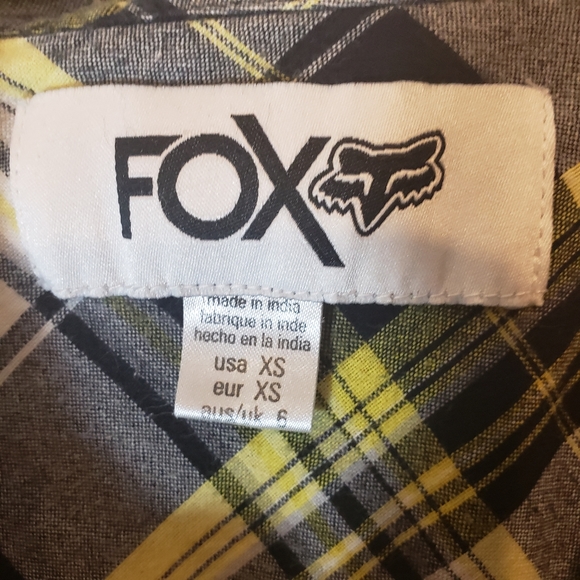 FOX
made in india
fabrique in inde
hecho en la india
usa XS
eur XS
aus/uk 6